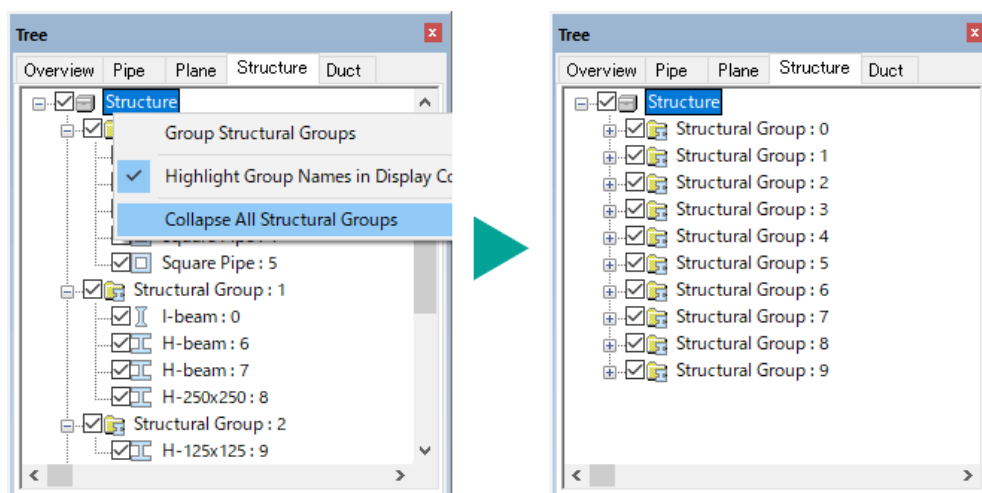 Tree
Overview Pipe Plane Structure Duct
Structure
Group Structural Groups
Highlight Group Names in Display Co
Collapse All Structural Groups
Square Pipe : 5
Structural Group : 1
I-beam : 0
H-beam : 6
H-beam : 7
H-250x250 : 8
Structural Group : 2
H-125x125 : 9
Tree
Overview Pipe Plane Structure Duct
Structure
Structural Group : 0
Structural Group : 1
Structural Group : 2
Structural Group : 3
Structural Group : 4
Structural Group : 5
Structural Group : 6
Structural Group : 7
Structural Group : 8
Structural Group : 9